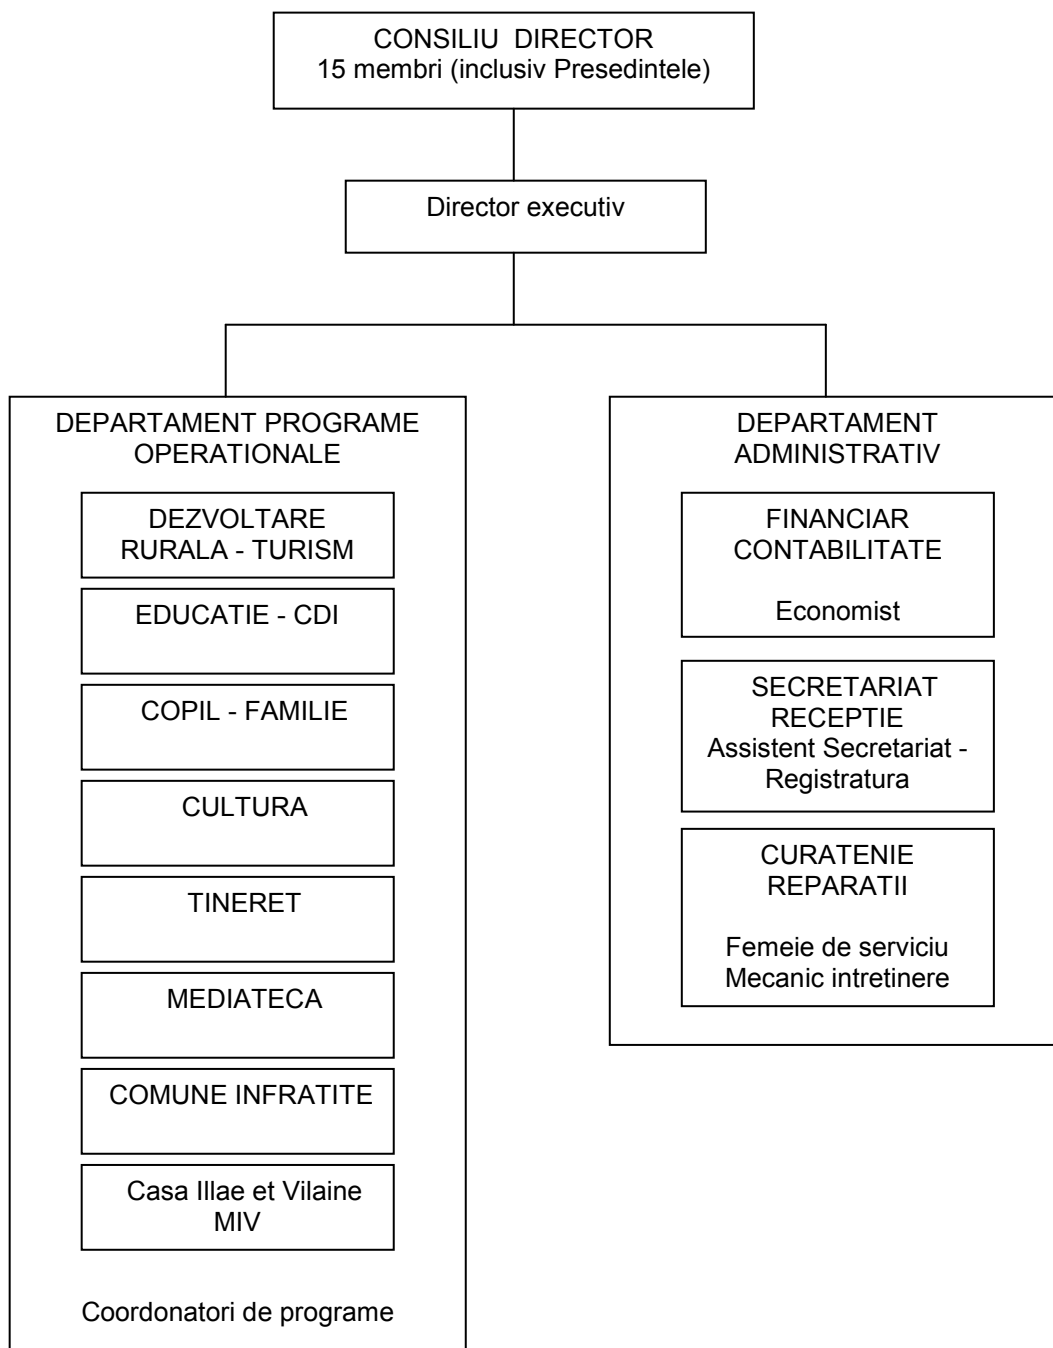 CONSILIU DIRECTOR
15 membri (inclusiv Presedintele)
Director executiv
DEPARTAMENT PROGRAME
OPERATIONALE
DEZVOLTARE
RURALA - TURISM
EDUCATIE - CDI
COPIL - FAMILIE
CULTURA
TINERET
MEDIATECA
COMUNE INFRATITE
Casa Illae et Vilaine
MIV
Coordonatori de programe
DEPARTAMENT
ADMINISTRATIV
FINANCIAR
CONTABILITATE
Economist
SECRETARIAT
RECEPTIE
Assistent Secretariat -
Registratura
CURATENIE
REPARATII
Femeie de serviciu
Mecanic intretinere